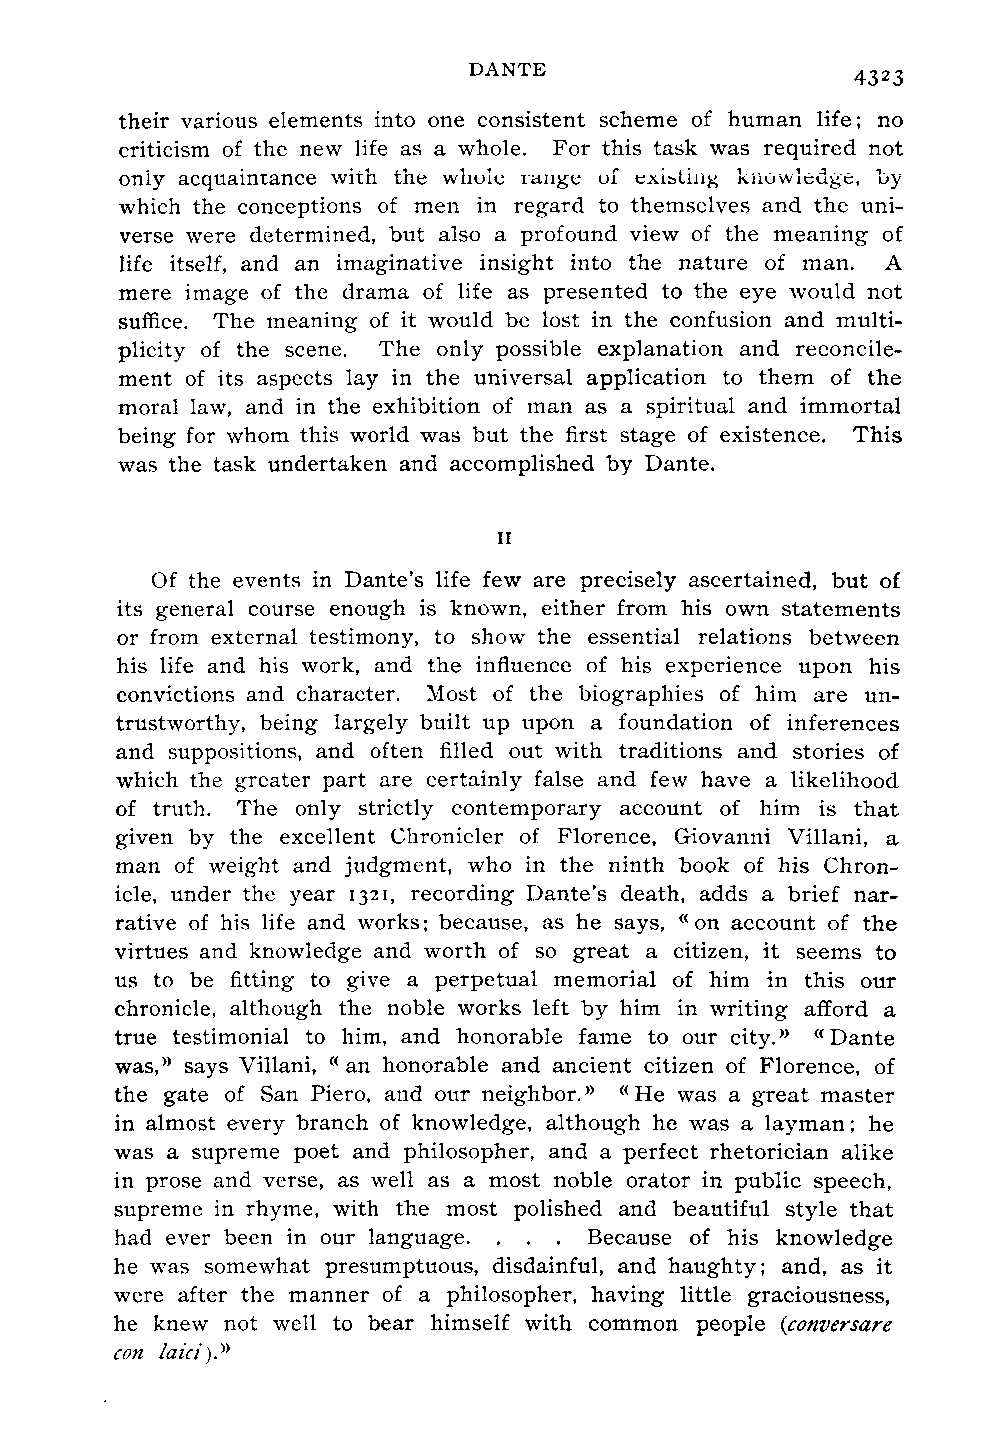 DANTE
4323
their various elements into one consistent scheme of human life; no
criticism of the new life as a whole. For this task was required not
only acquaintance with the whole range of existing knowledge, by
which the conceptions of men in regard to themselves and the uni-
verse were determined, but also a profound view of the meaning of
life itself, and an imaginative insight into the nature of man. A
mere image of the drama of life as presented to the eye would not
suffice. The meaning of it would be lost in the confusion and multi-
plicity of the scene. The only possible explanation and reconcile-
ment of its aspects lay in the universal application to them of the
moral law, and in the exhibition of man as a spiritual and immortal
being for whom this world was but the first stage of existence. This
was the task undertaken and accomplished by Dante.
II
Of the events in Dante's life few are precisely ascertained, but of
its general course enough is known, either from his own statements
or from external testimony, to show the essential relations between
his life and his work, and the influence of his experience upon his
convictions and character. Most of the biographies of him are un-
trustworthy, being largely built up upon a foundation of inferences
and suppositions, and often filled out with traditions and stories of
which the greater part are certainly false and few have a likelihood
of truth. The only strictly contemporary account of him is that
given by the excellent Chronicler of Florence, Giovanni Villani, a
man of weight and judgment, who in the ninth book of his Chron-
icle, under the year 1321, recording Dante's death, adds a brief nar-
rative of his life and works; because, as he says, «on account of the
virtues and knowledge and worth of so great a citizen, it seems to
us to be fitting to give a perpetual memorial of him in this our
chronicle, although the noble works left by him in writing afford a
true testimonial to him, and honorable fame to our city.» «Dante
was,» says Villani, «an honorable and ancient citizen of Florence, of
the gate of San Piero, and our neighbor.» «He was a great master
in almost every branch of knowledge, although he was a layman; he
was a supreme poet and philosopher, and a perfect rhetorician alike
in prose and verse, as well as a most noble orator in public speech,
supreme in rhyme, with the most polished and beautiful style that
had ever been in our language. . . . Because of his knowledge
he was somewhat presumptuous, disdainful, and haughty; and, as it
were after the manner of a philosopher, having little graciousness,
he knew not well to bear himself with common people (conversare
con laici).»